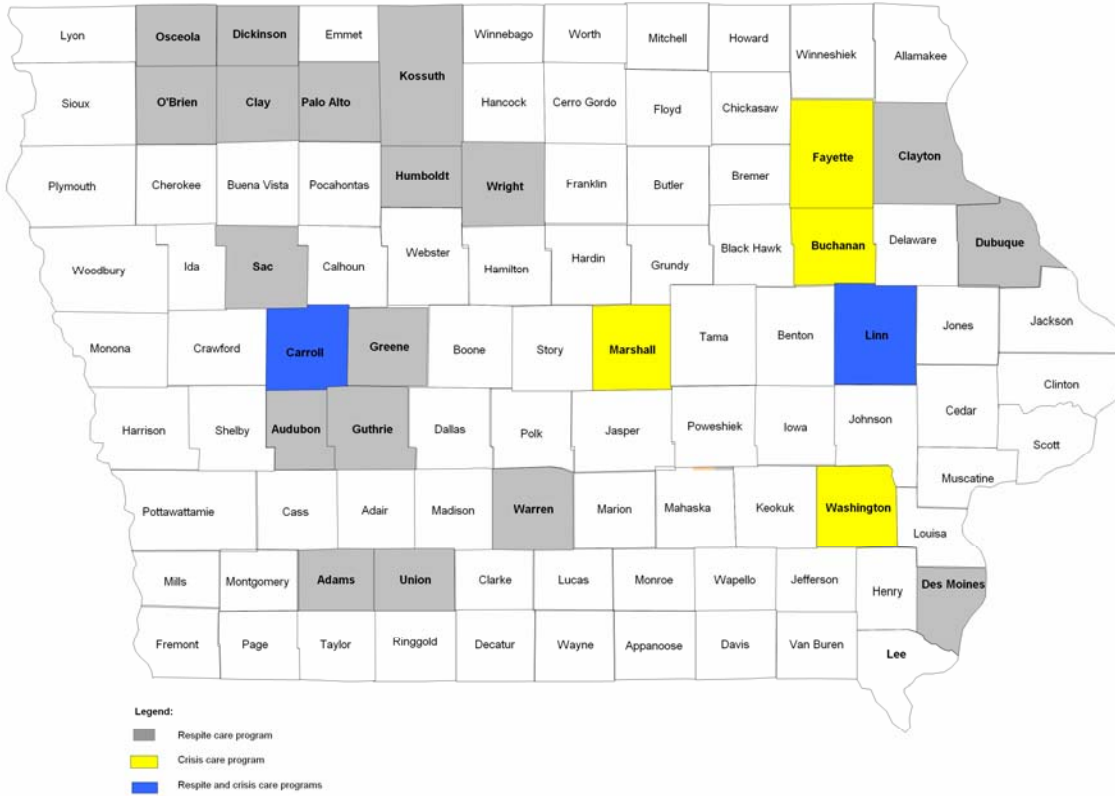 Lyon
Osceola
Dickinson
Emmet
Kossuth
Winnebago
Worth
Mitchell
Howard
Winneshiek
Allamakee
Sioux
O'Brien
Clay
Palo Alto
Hancock
Cerro Gordo
Floyd
Chickasaw
Fayette
Clayton
Plymouth
Cherokee
Buena Vista
Pocahontas
Humboldt
Wright
Franklin
Butler
Bremer
Woodbury
Ida
Sac
Calhoun
Webster
Hamilton
Hardin
Grundy
Black Hawk
Buchanan
Delaware
Dubuque
Monona
Crawford
Carroll
Greene
Boone
Story
Marshall
Tama
Benton
Linn
Jones
Jackson
Clinton
Harrison
Shelby
Audubon
Guthrie
Dallas
Polk
Jasper
Poweshiek
Iowa
Johnson
Cedar
Scott
Muscatine
Pottawattamie
Cass
Adair
Madison
Warren
Marion
Mahaska
Keokuk
Washington
Louisa
Mills
Montgomery
Adams
Union
Clarke
Lucas
Monroe
Wapello
Jefferson
Henry
Des Moines
Fremont
Page
Taylor
Ringgold
Decatur
Wayne
Appanoose
Davis
Van Buren
Lee
Legend:
Respite care program
Crisis care program
Respite and crisis care programs